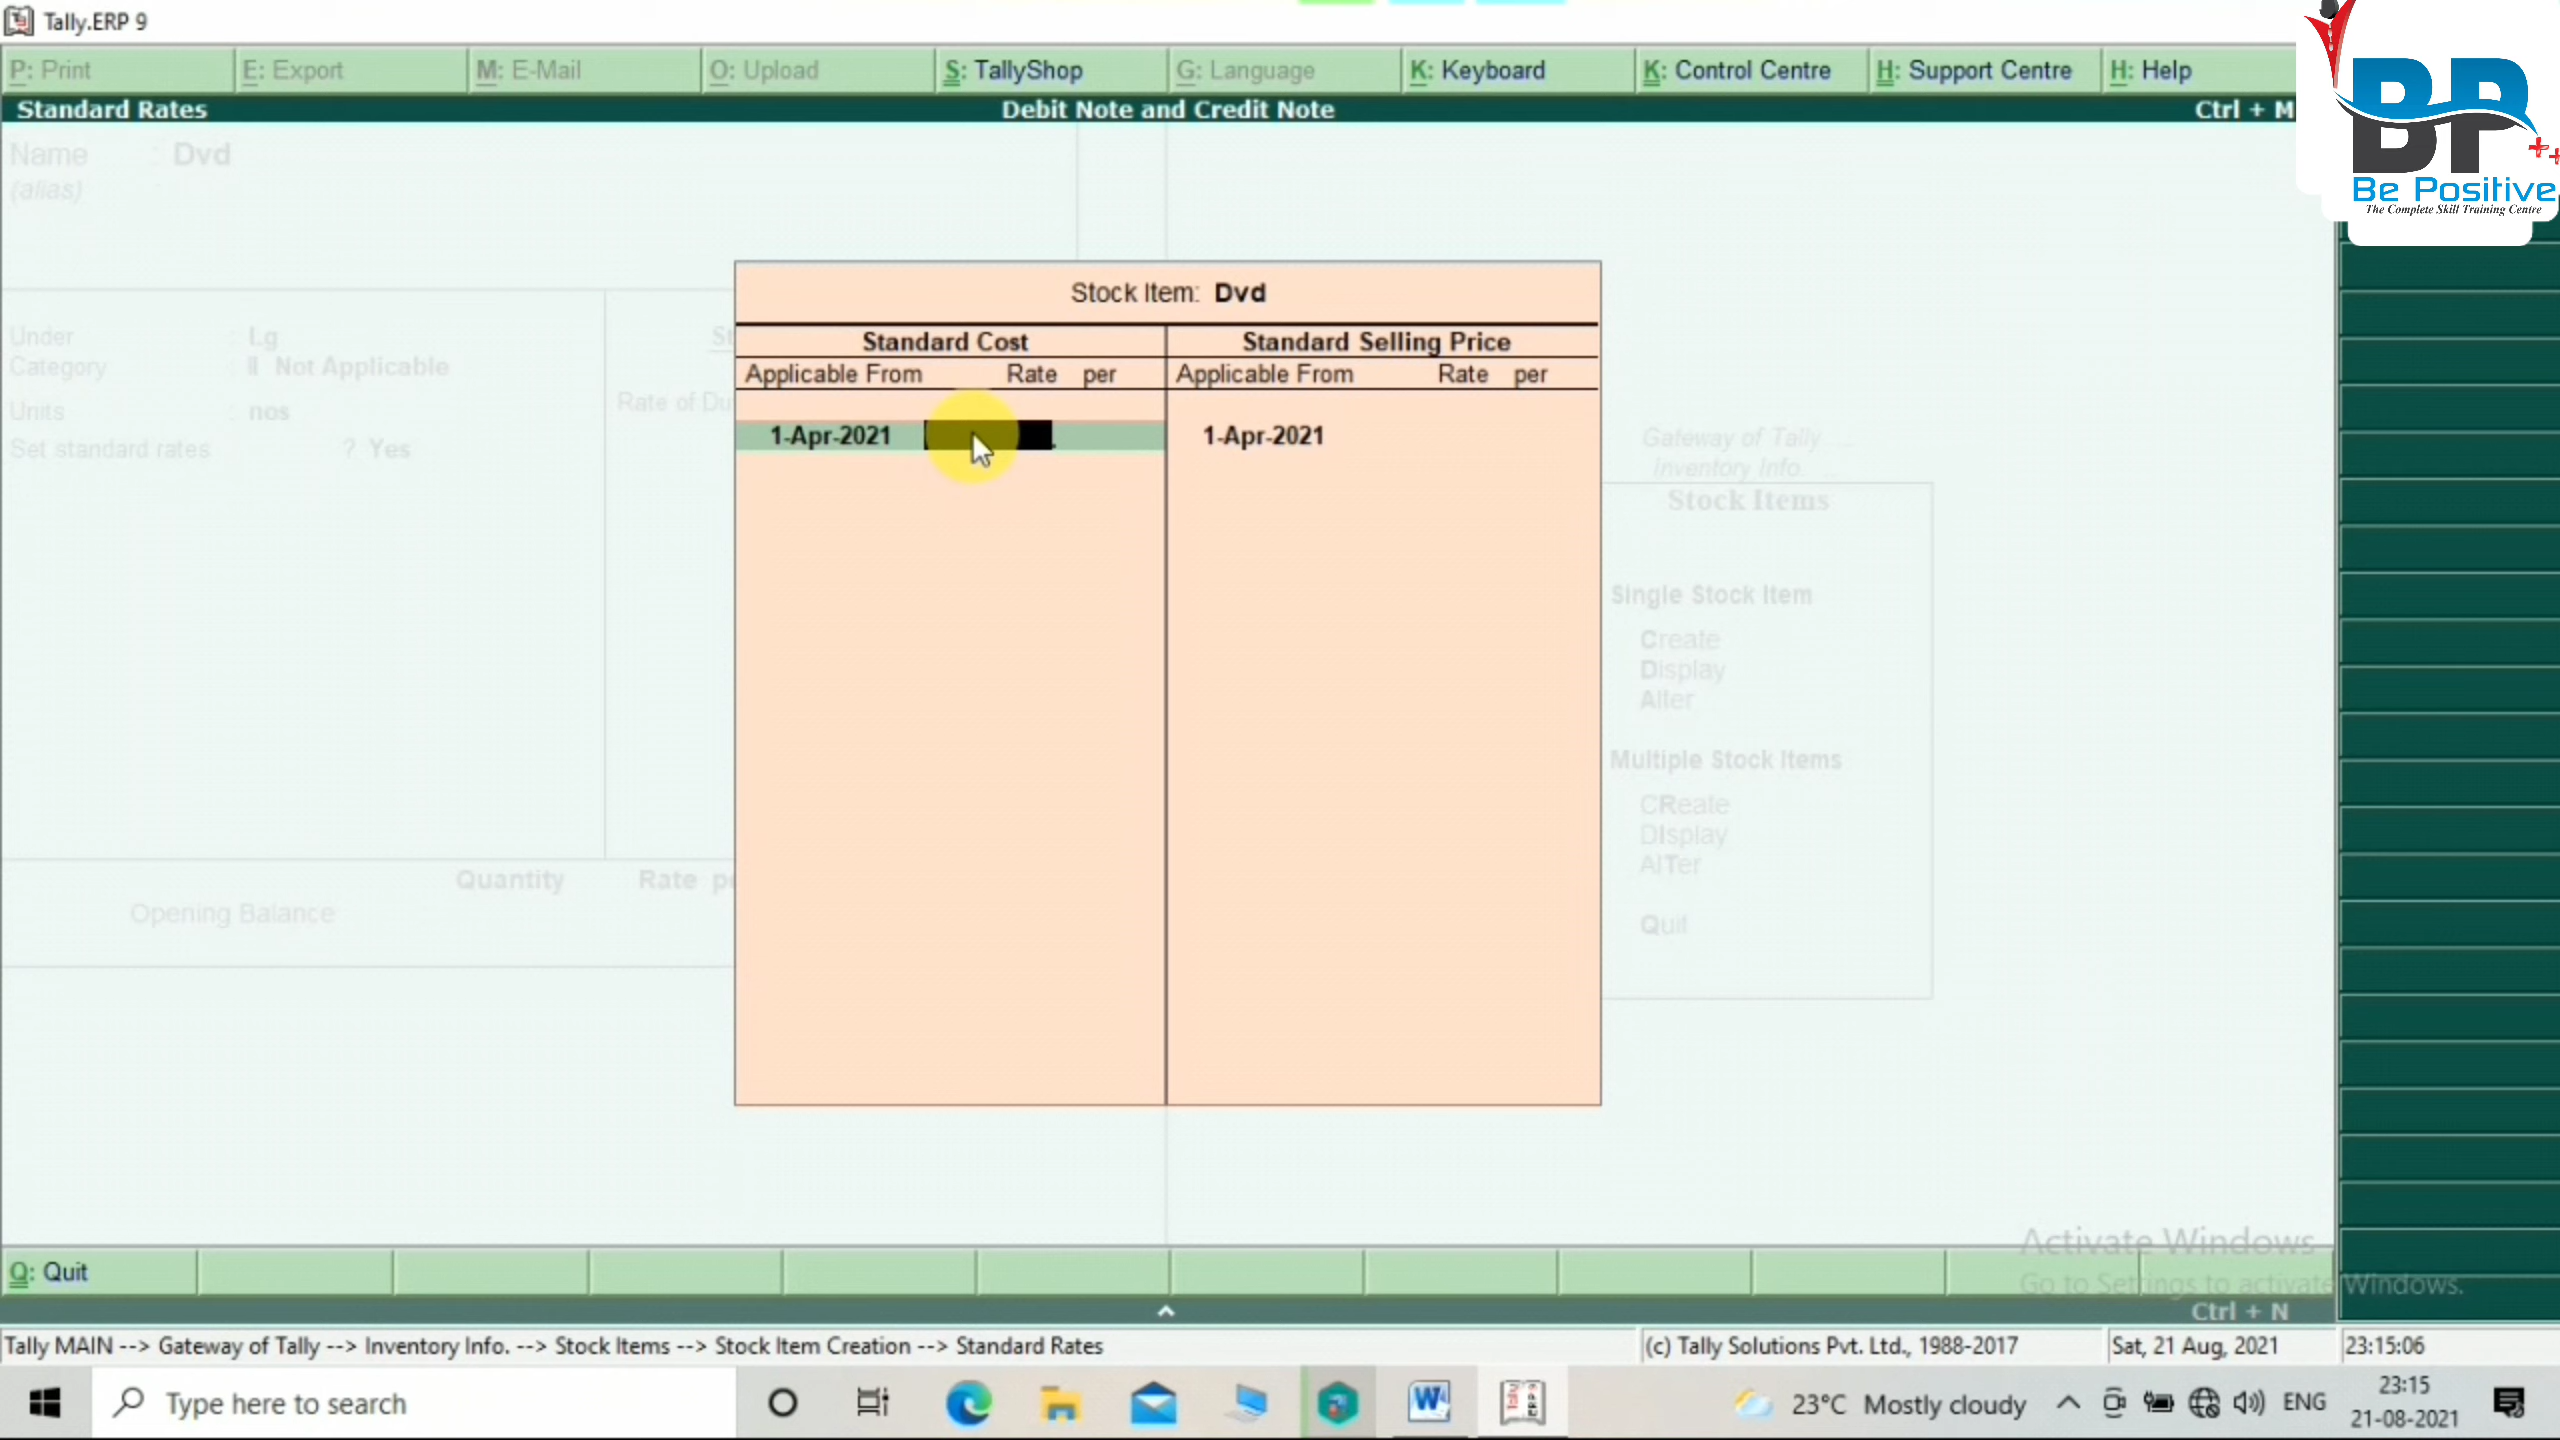 Tally.ERP 9
P: Print E: Export M: E-Mail O: Upload S: TallyShop G: Language K: Keyboard K: Control Centre H: Support Centre H: Help
Standard Rates Debit Note and Credit Note Ctrl + M
BP
Be Positive
The Complete Skill Training Centre
Name : Dvd
(alias) :
Stock Item: Dvd
Under : Lg
Category : Not Applicable
Units : nos
Set standard rates ? Yes
Rate of Du
Standard Cost Standard Selling Price
Applicable From Rate per Applicable From Rate per
1-Apr-2021 1-Apr-2021
Gateway of Tally ...
Inventory Info. ...
Stock Items
Single Stock Item
Create
Display
Alter
Multiple Stock Items
CReate
DIsplay
AlTer
Quit
Quantity Rate pe
Opening Balance
Activate Windows
Go to Settings to activate Windows.
Q: Quit
Ctrl + N
Tally MAIN --> Gateway of Tally --> Inventory Info. --> Stock Items --> Stock Item Creation --> Standard Rates (c) Tally Solutions Pvt. Ltd., 1988-2017 Sat, 21 Aug, 2021 23:15:06
Type here to search 23°C Mostly cloudy ENG 23:15
21-08-2021